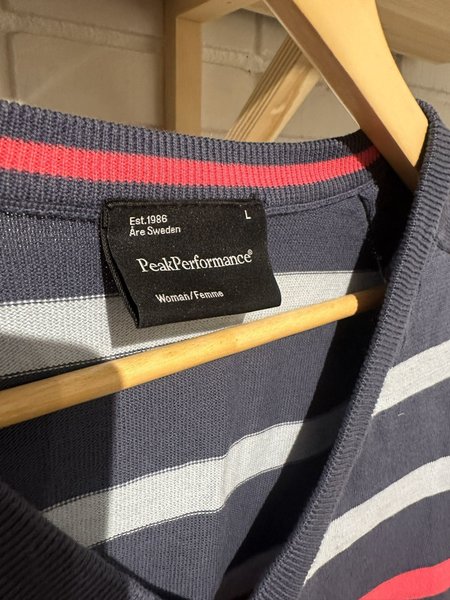 Est.1986 L
Åre Sweden
PeakPerformance®
Woman/Femme